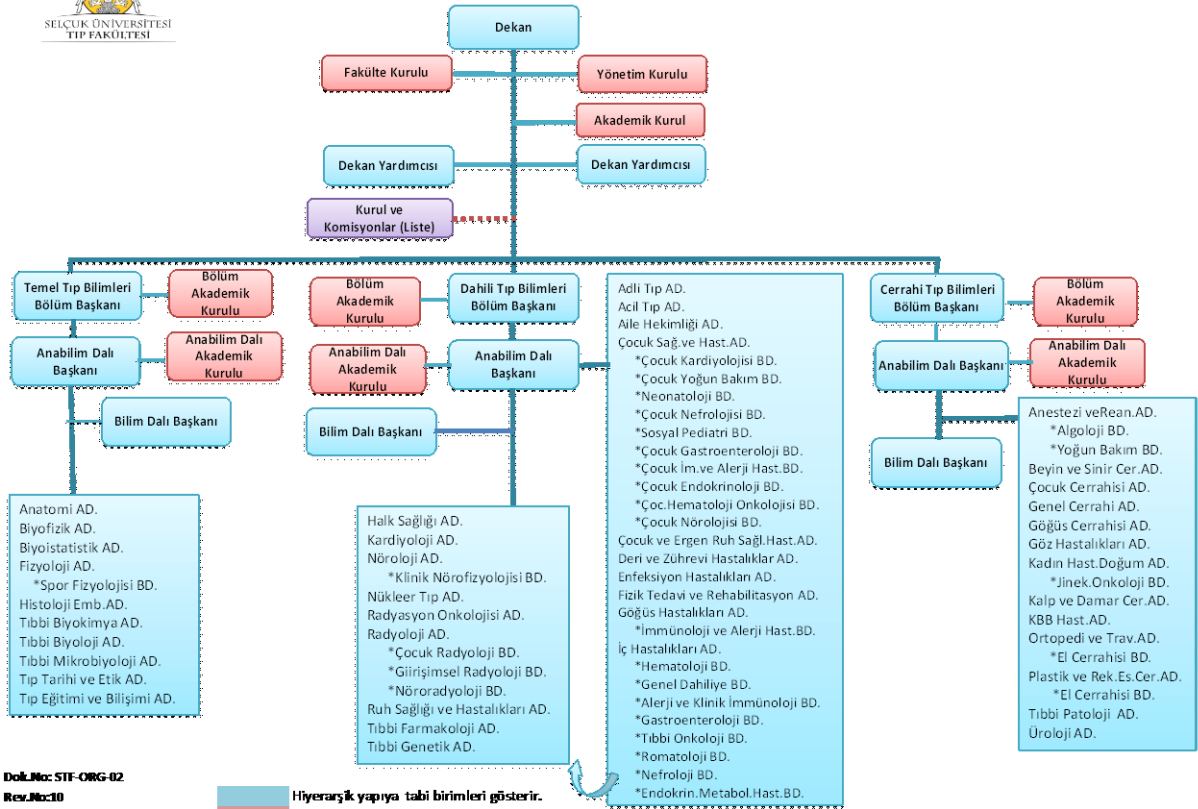 SELÇUK ÜNİVERSİTESİ
TIP FAKÜLTESİ
Dekan
Fakülte Kurulu
Yönetim Kurulu
Akademik Kurul
Dekan Yardımcısı
Dekan Yardımcısı
Kurul ve
Komisyonlar (Liste)
Temel Tıp Bilimleri
Bölüm Başkanı
Bölüm
Akademik
Kurulu
Anabilim Dalı
Başkanı
Anabilim Dalı
Akademik
Kurulu
Bilim Dalı Başkanı
Anatomi AD.
Biyofizik AD.
Biyoistatistik AD.
Fizyoloji AD.
*Spor Fizyolojisi BD.
Histoloji Emb.AD.
Tıbbi Biyokimya AD.
Tıbbi Biyoloji AD.
Tıbbi Mikrobiyoloji AD.
Tıp Tarihi ve Etik AD.
Tıp Eğitimi ve Bilişimi AD.
Bölüm
Akademik
Kurulu
Dahili Tıp Bilimleri
Bölüm Başkanı
Anabilim Dalı
Akademik
Kurulu
Anabilim Dalı
Başkanı
Bilim Dalı Başkanı
Halk Sağlığı AD.
Kardiyoloji AD.
Nöroloji AD.
*Klinik Nörofizyolojisi BD.
Nükleer Tıp AD.
Radyasyon Onkolojisi AD.
Radyoloji AD.
*Çocuk Radyoloji BD.
*Giirişimsel Radyoloji BD.
*Nöroradyoloji BD.
Ruh Sağlığı ve Hastalıkları AD.
Tıbbi Farmakoloji AD.
Tıbbi Genetik AD.
Adli Tıp AD.
Acil Tıp AD.
Aile Hekimliği AD.
Çocuk Sağ.ve Hast.AD.
*Çocuk Kardiyolojisi BD.
*Çocuk Yoğun Bakım BD.
*Neonatoloji BD.
*Çocuk Nefrolojisi BD.
*Sosyal Pediatri BD.
*Çocuk Gastroenteroloji BD.
*Çocuk İm.ve Alerji Hast.BD.
*Çocuk Endokrinoloji BD.
*Çoc.Hematoloji Onkolojisi BD.
*Çocuk Nörolojisi BD.
Çocuk ve Ergen Ruh Sağl.Hast.AD.
Deri ve Zührevi Hastalıklar AD.
Enfeksiyon Hastalıkları AD.
Fizik Tedavi ve Rehabilitasyon AD.
Göğüs Hastalıkları AD.
*İmmünoloji ve Alerji Hast.BD.
İç Hastalıkları AD.
*Hematoloji BD.
*Genel Dahiliye BD.
*Alerji ve Klinik İmmünoloji BD.
*Gastroenteroloji BD.
*Tıbbi Onkoloji BD.
*Romatoloji BD.
*Nefroloji BD.
*Endokrin.Metabol.Hast.BD.
Cerrahi Tıp Bilimleri
Bölüm Başkanı
Bölüm
Akademik
Kurulu
Anabilim Dalı Başkanı
Anabilim Dalı
Akademik
Kurulu
Bilim Dalı Başkanı
Anestezi veRean.AD.
*Algoloji BD.
*Yoğun Bakım BD.
Beyin ve Sinir Cer.AD.
Çocuk Cerrahisi AD.
Genel Cerrahi AD.
Göğüs Cerrahisi AD.
Göz Hastalıkları AD.
Kadın Hast.Doğum AD.
*Jinek.Onkoloji BD.
Kalp ve Damar Cer.AD.
KBB Hast.AD.
Ortopedi ve Trav.AD.
*El Cerrahisi BD.
Plastik ve Rek.Es.Cer.AD.
*El Cerrahisi BD.
Tıbbi Patoloji AD.
Üroloji AD.
Dok.No: STF-ORG-02
Rev.No:10
Hiyerarşik yapıya tabi birimleri gösterir.